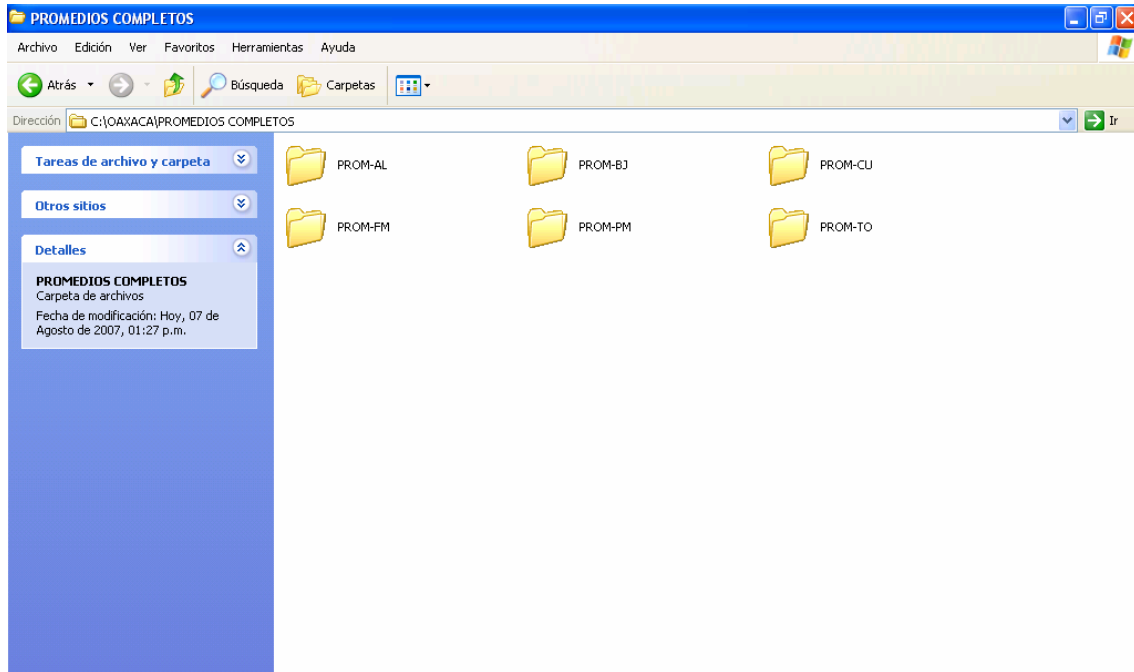 PROMEDIOS COMPLETOS
Archivo Edición Ver Favoritos Herramientas Ayuda
Atrás Búsqueda Carpetas
Dirección C:\OAXACA\PROMEDIOS COMPLETOS Ir
Tareas de archivo y carpeta
Otros sitios
Detalles
PROMEDIOS COMPLETOS
Carpeta de archivos
Fecha de modificación: Hoy, 07 de
Agosto de 2007, 01:27 p.m.
PROM-AL PROM-BJ PROM-CU
PROM-FM PROM-PM PROM-TO